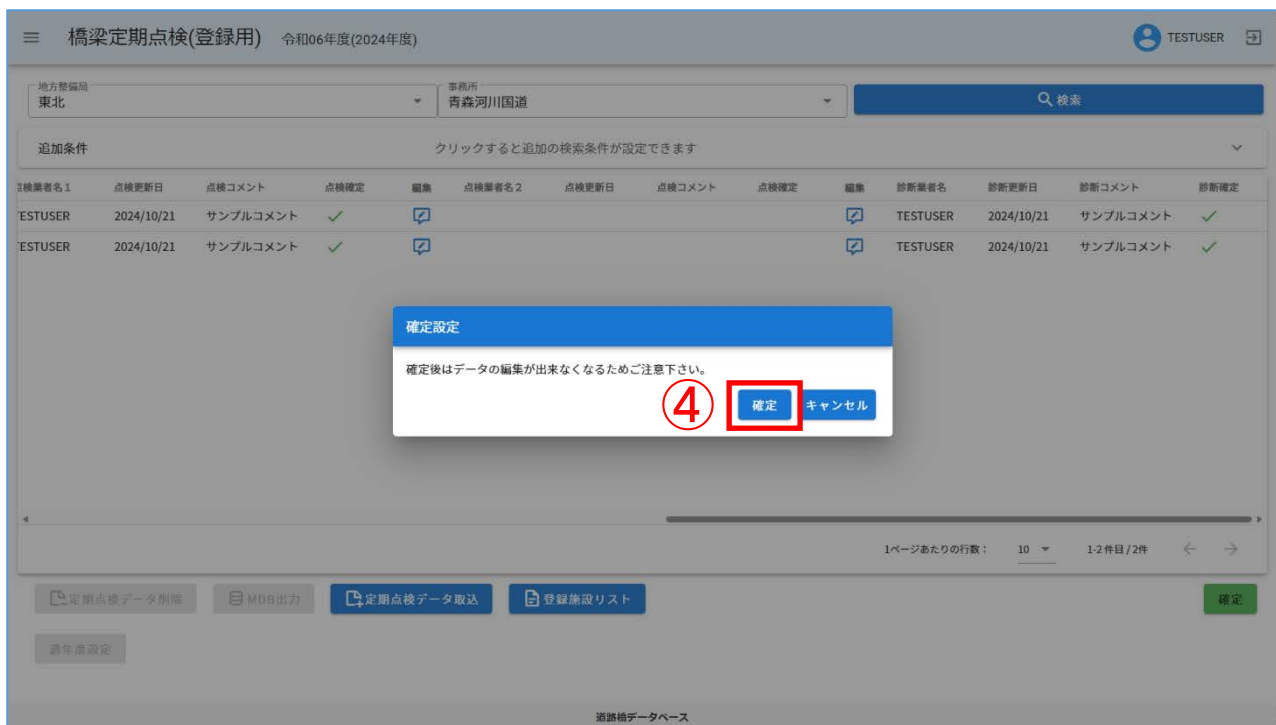 橋梁定期点検(登録用) 令和06年度(2024年度) TESTUSER
地方整備局 事務所
東北 青森河川国道 検索
追加条件 クリックすると追加の検索条件が設定できます
点検業者名1 点検更新日 点検コメント 点検確定 編集 点検業者名2 点検更新日 点検コメント 点検確定 編集 診断業者名 診断更新日 診断コメント 診断確定
TESTUSER 2024/10/21 サンプルコメント TESTUSER 2024/10/21 サンプルコメント
TESTUSER 2024/10/21 サンプルコメント TESTUSER 2024/10/21 サンプルコメント
確定設定
確定後はデータの編集が出来なくなるためご注意下さい。
④ 確定 キャンセル
1ページあたりの行数： 10 1-2 件目 / 2件
定期点検データ削除 MDB出力 定期点検データ取込 登録施設リスト 確定
過年度設定
道路橋データベース